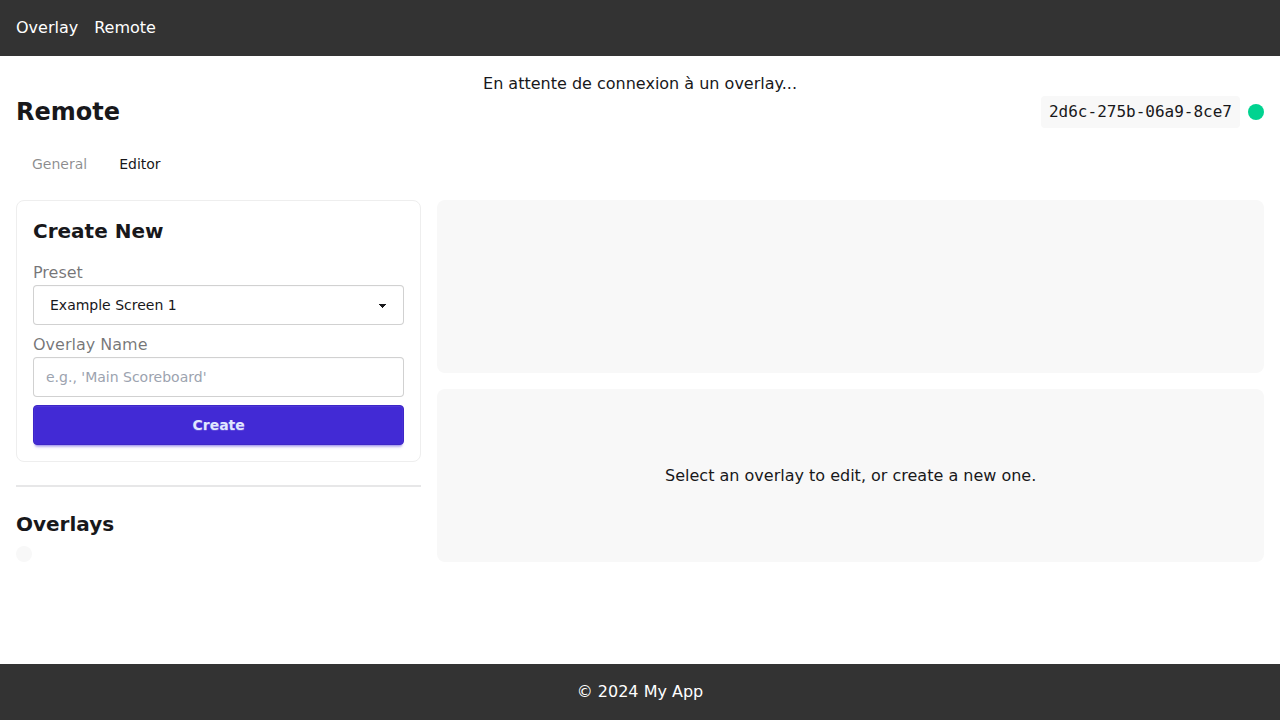 Overlay Remote
En attente de connexion à un overlay...
Remote
2d6c-275b-06a9-8ce7
General Editor
Create New
Preset
Example Screen 1
Overlay Name
e.g., 'Main Scoreboard'
Create
Select an overlay to edit, or create a new one.
Overlays
© 2024 My App